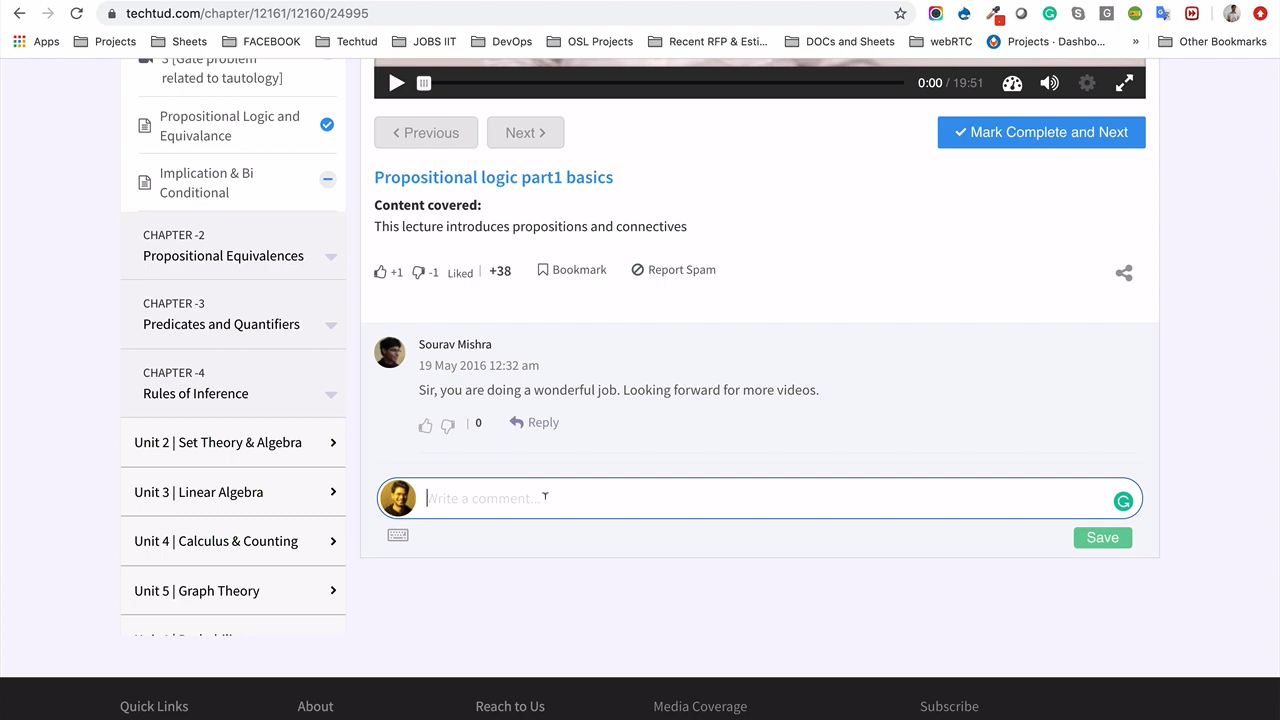 techtud.com/chapter/12161/12160/24995
Apps Projects Sheets FACEBOOK Techtud JOBS IIT DevOps OSL Projects Recent RFP & Esti... DOCs and Sheets webRTC Projects · Dashbo... » Other Bookmarks
3 [Gate problem
related to tautology]
Propositional Logic and
Equivalance
Implication & Bi
Conditional
CHAPTER -2
Propositional Equivalences
CHAPTER -3
Predicates and Quantifiers
CHAPTER -4
Rules of Inference
Unit 2 | Set Theory & Algebra
Unit 3 | Linear Algebra
Unit 4 | Calculus & Counting
Unit 5 | Graph Theory
0:00 / 19:51
Previous Next Mark Complete and Next
Propositional logic part1 basics
Content covered:
This lecture introduces propositions and connectives
+1 -1 Liked | +38 Bookmark Report Spam
Sourav Mishra
19 May 2016 12:32 am
Sir, you are doing a wonderful job. Looking forward for more videos.
| 0 Reply
Write a comment...
Save
Quick Links About Reach to Us Media Coverage Subscribe